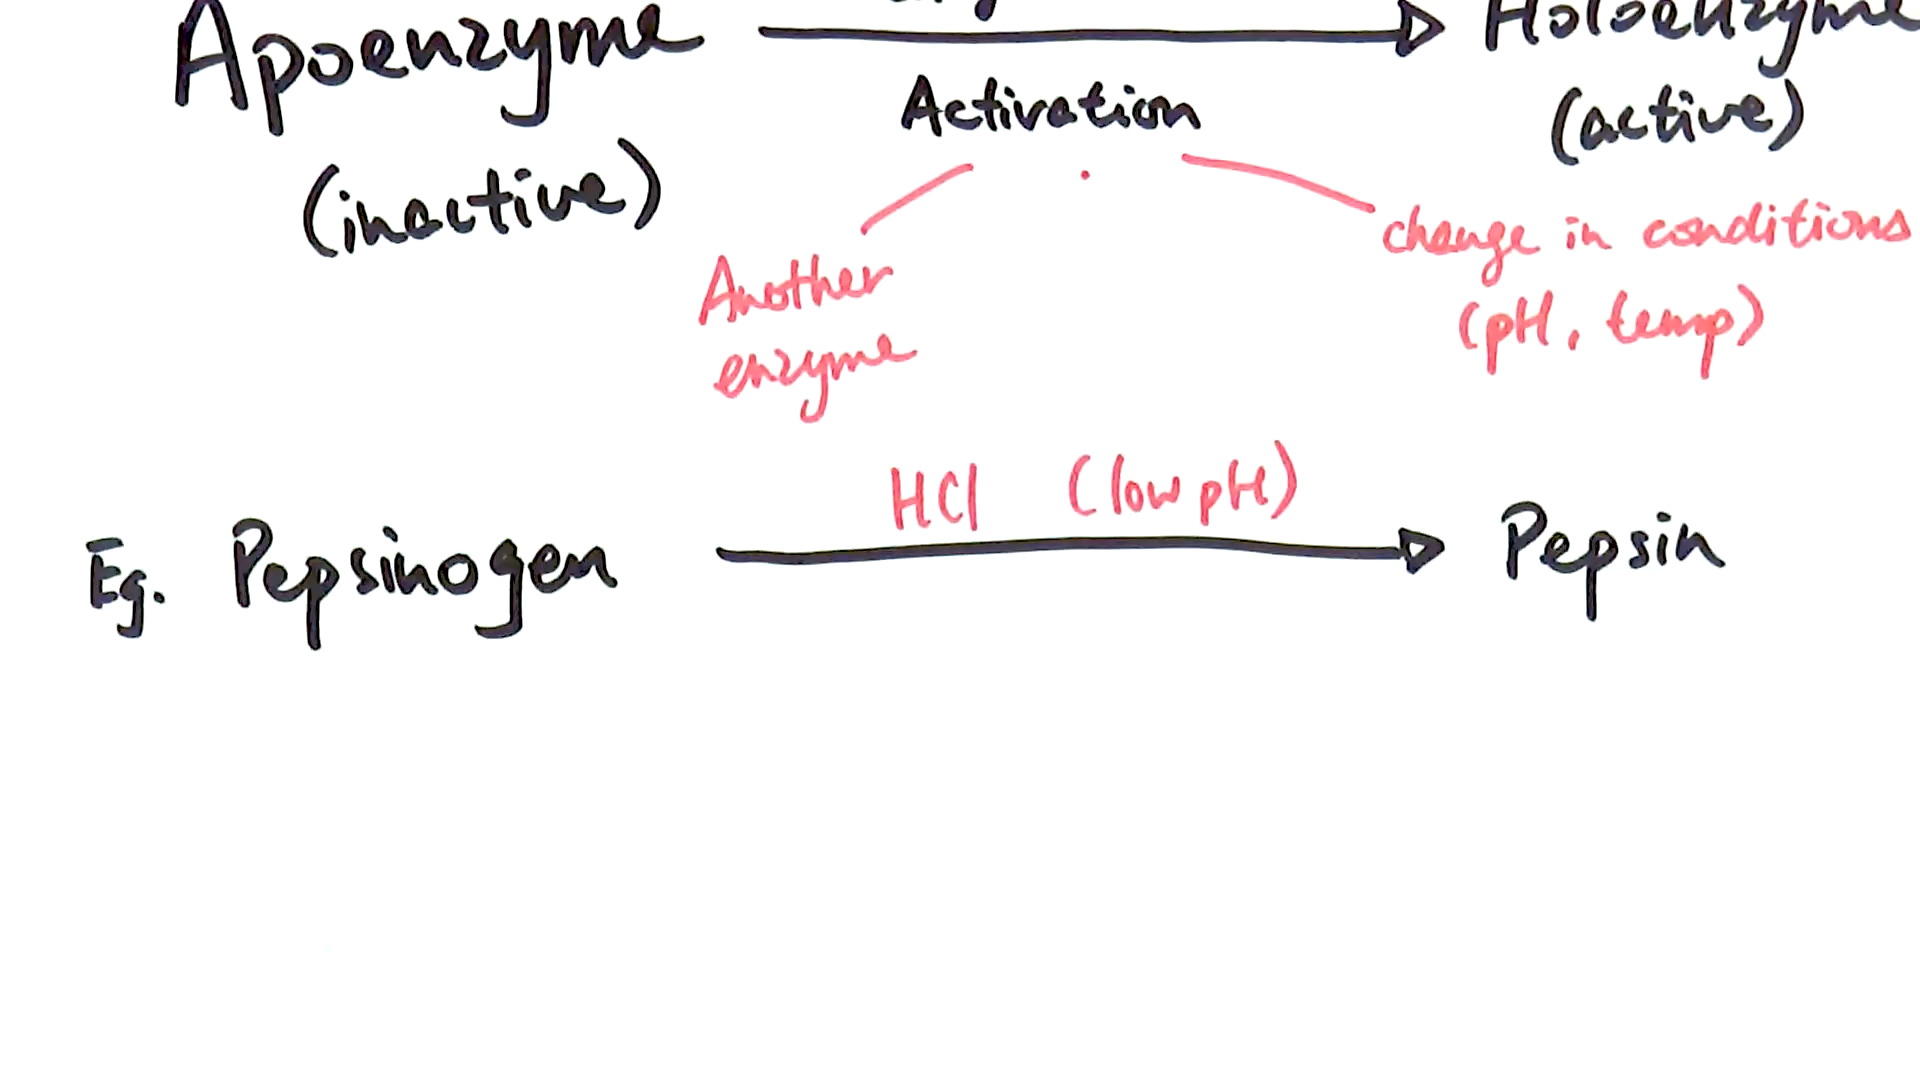 Apoenzyme Holoenzyme
Activation
(inactive) (active)
Another
enzyme
change in conditions
(pH, temp)
HCl (low pH)
Eg. Pepsinogen Pepsin